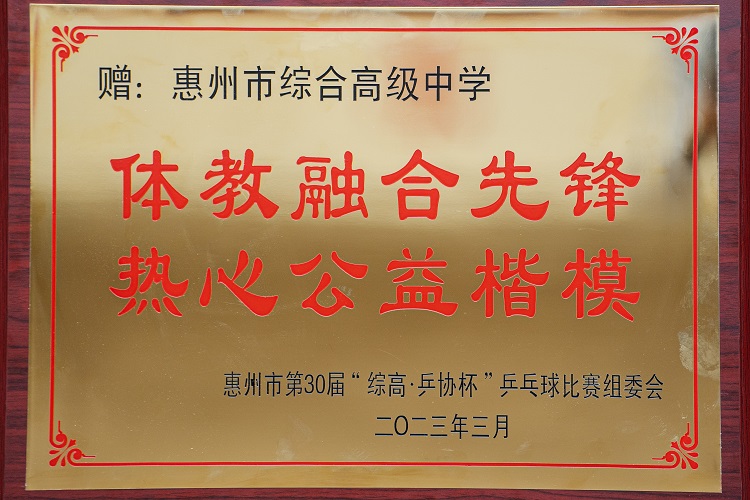 赠：惠州市综合高级中学
体教融合先锋
热心公益楷模
惠州市第30届“综高·乒协杯”乒乓球比赛组委会
二〇二三年三月